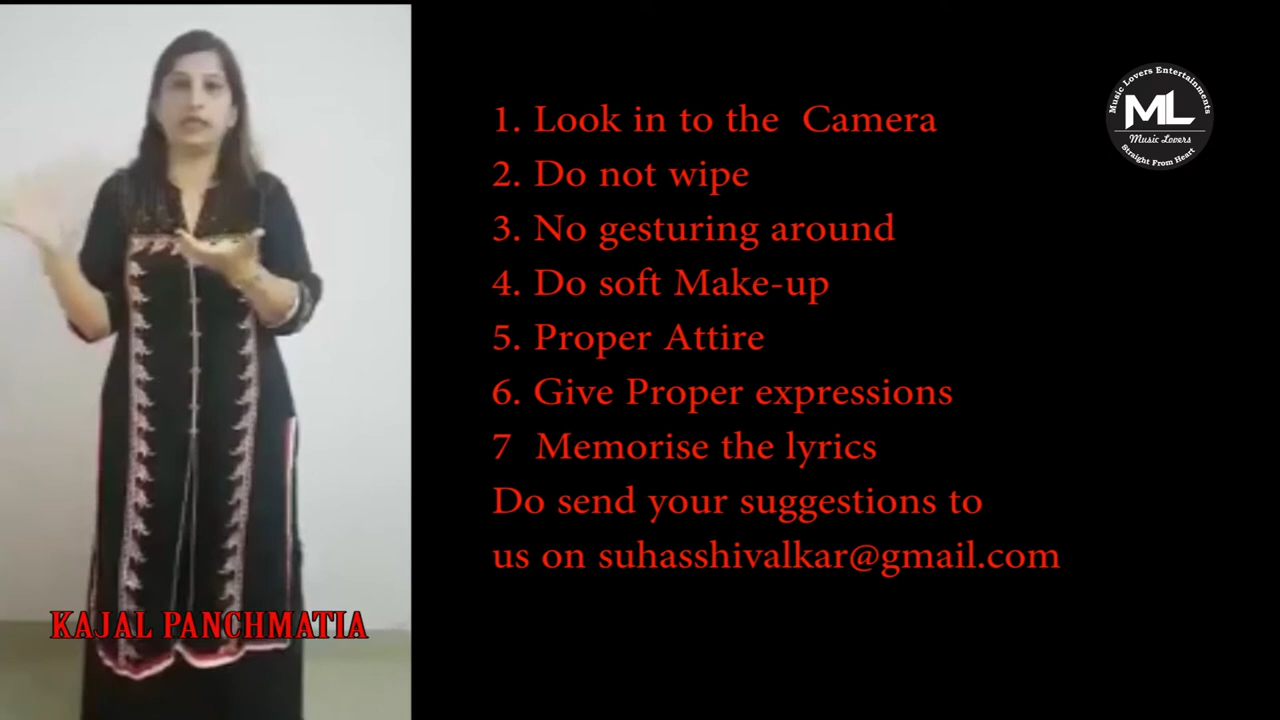 1. Look in to the  Camera
2. Do not wipe
3. No gesturing around
4. Do soft Make-up
5. Proper Attire
6. Give Proper expressions
7  Memorise the lyrics
Do send your suggestions to
us on suhasshivalkar@gmail.com
KAJAL PANCHMATIA
Music Lovers Entertainments
ML
Music Lovers
Straight From Heart